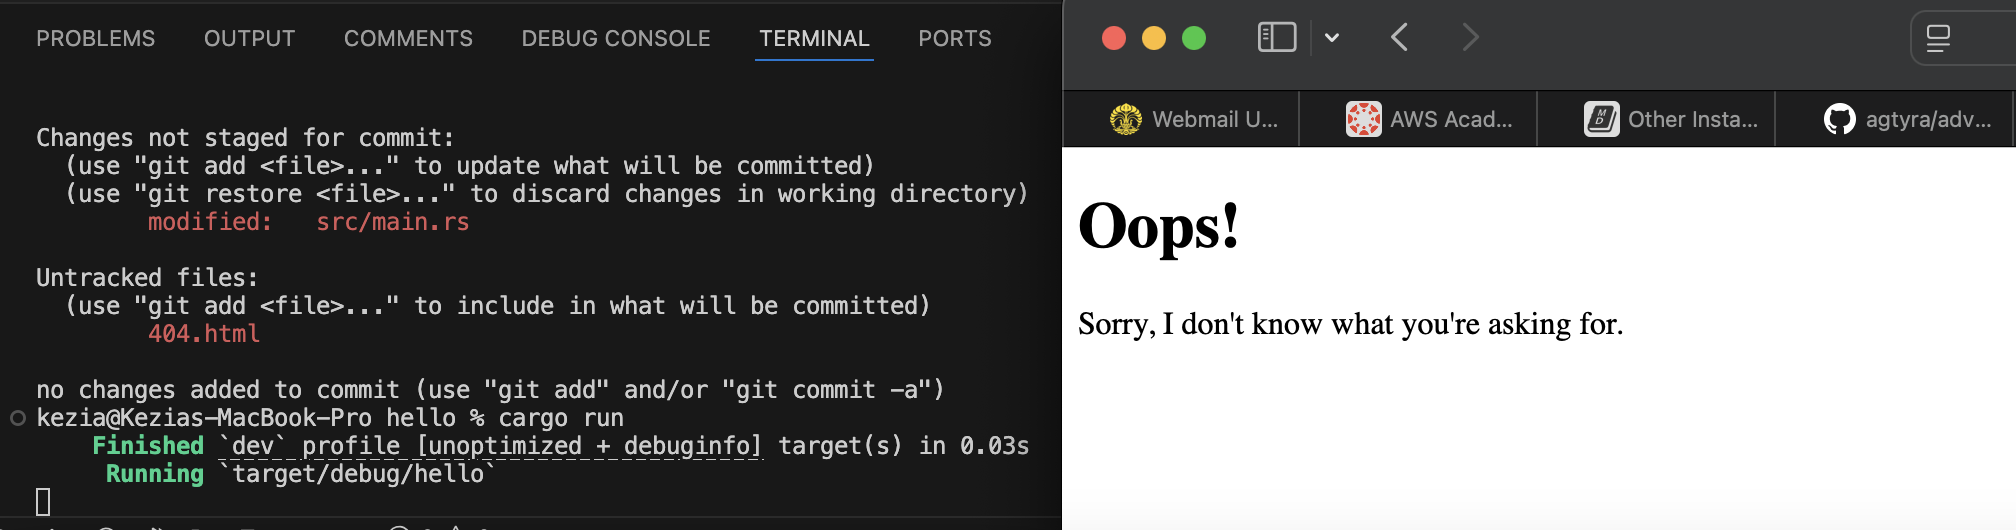 PROBLEMS OUTPUT COMMENTS DEBUG CONSOLE TERMINAL PORTS
Changes not staged for commit:
(use "git add <file>..." to update what will be committed)
(use "git restore <file>..." to discard changes in working directory)
modified: src/main.rs
Untracked files:
(use "git add <file>..." to include in what will be committed)
404.html
no changes added to commit (use "git add" and/or "git commit -a")
kezia@Kezias-MacBook-Pro hello % cargo run
Finished `dev` profile [unoptimized + debuginfo] target(s) in 0.03s
Running `target/debug/hello`
Webmail U... AWS Acad... Other Insta... agtyra/adv...
Oops!
Sorry, I don't know what you're asking for.